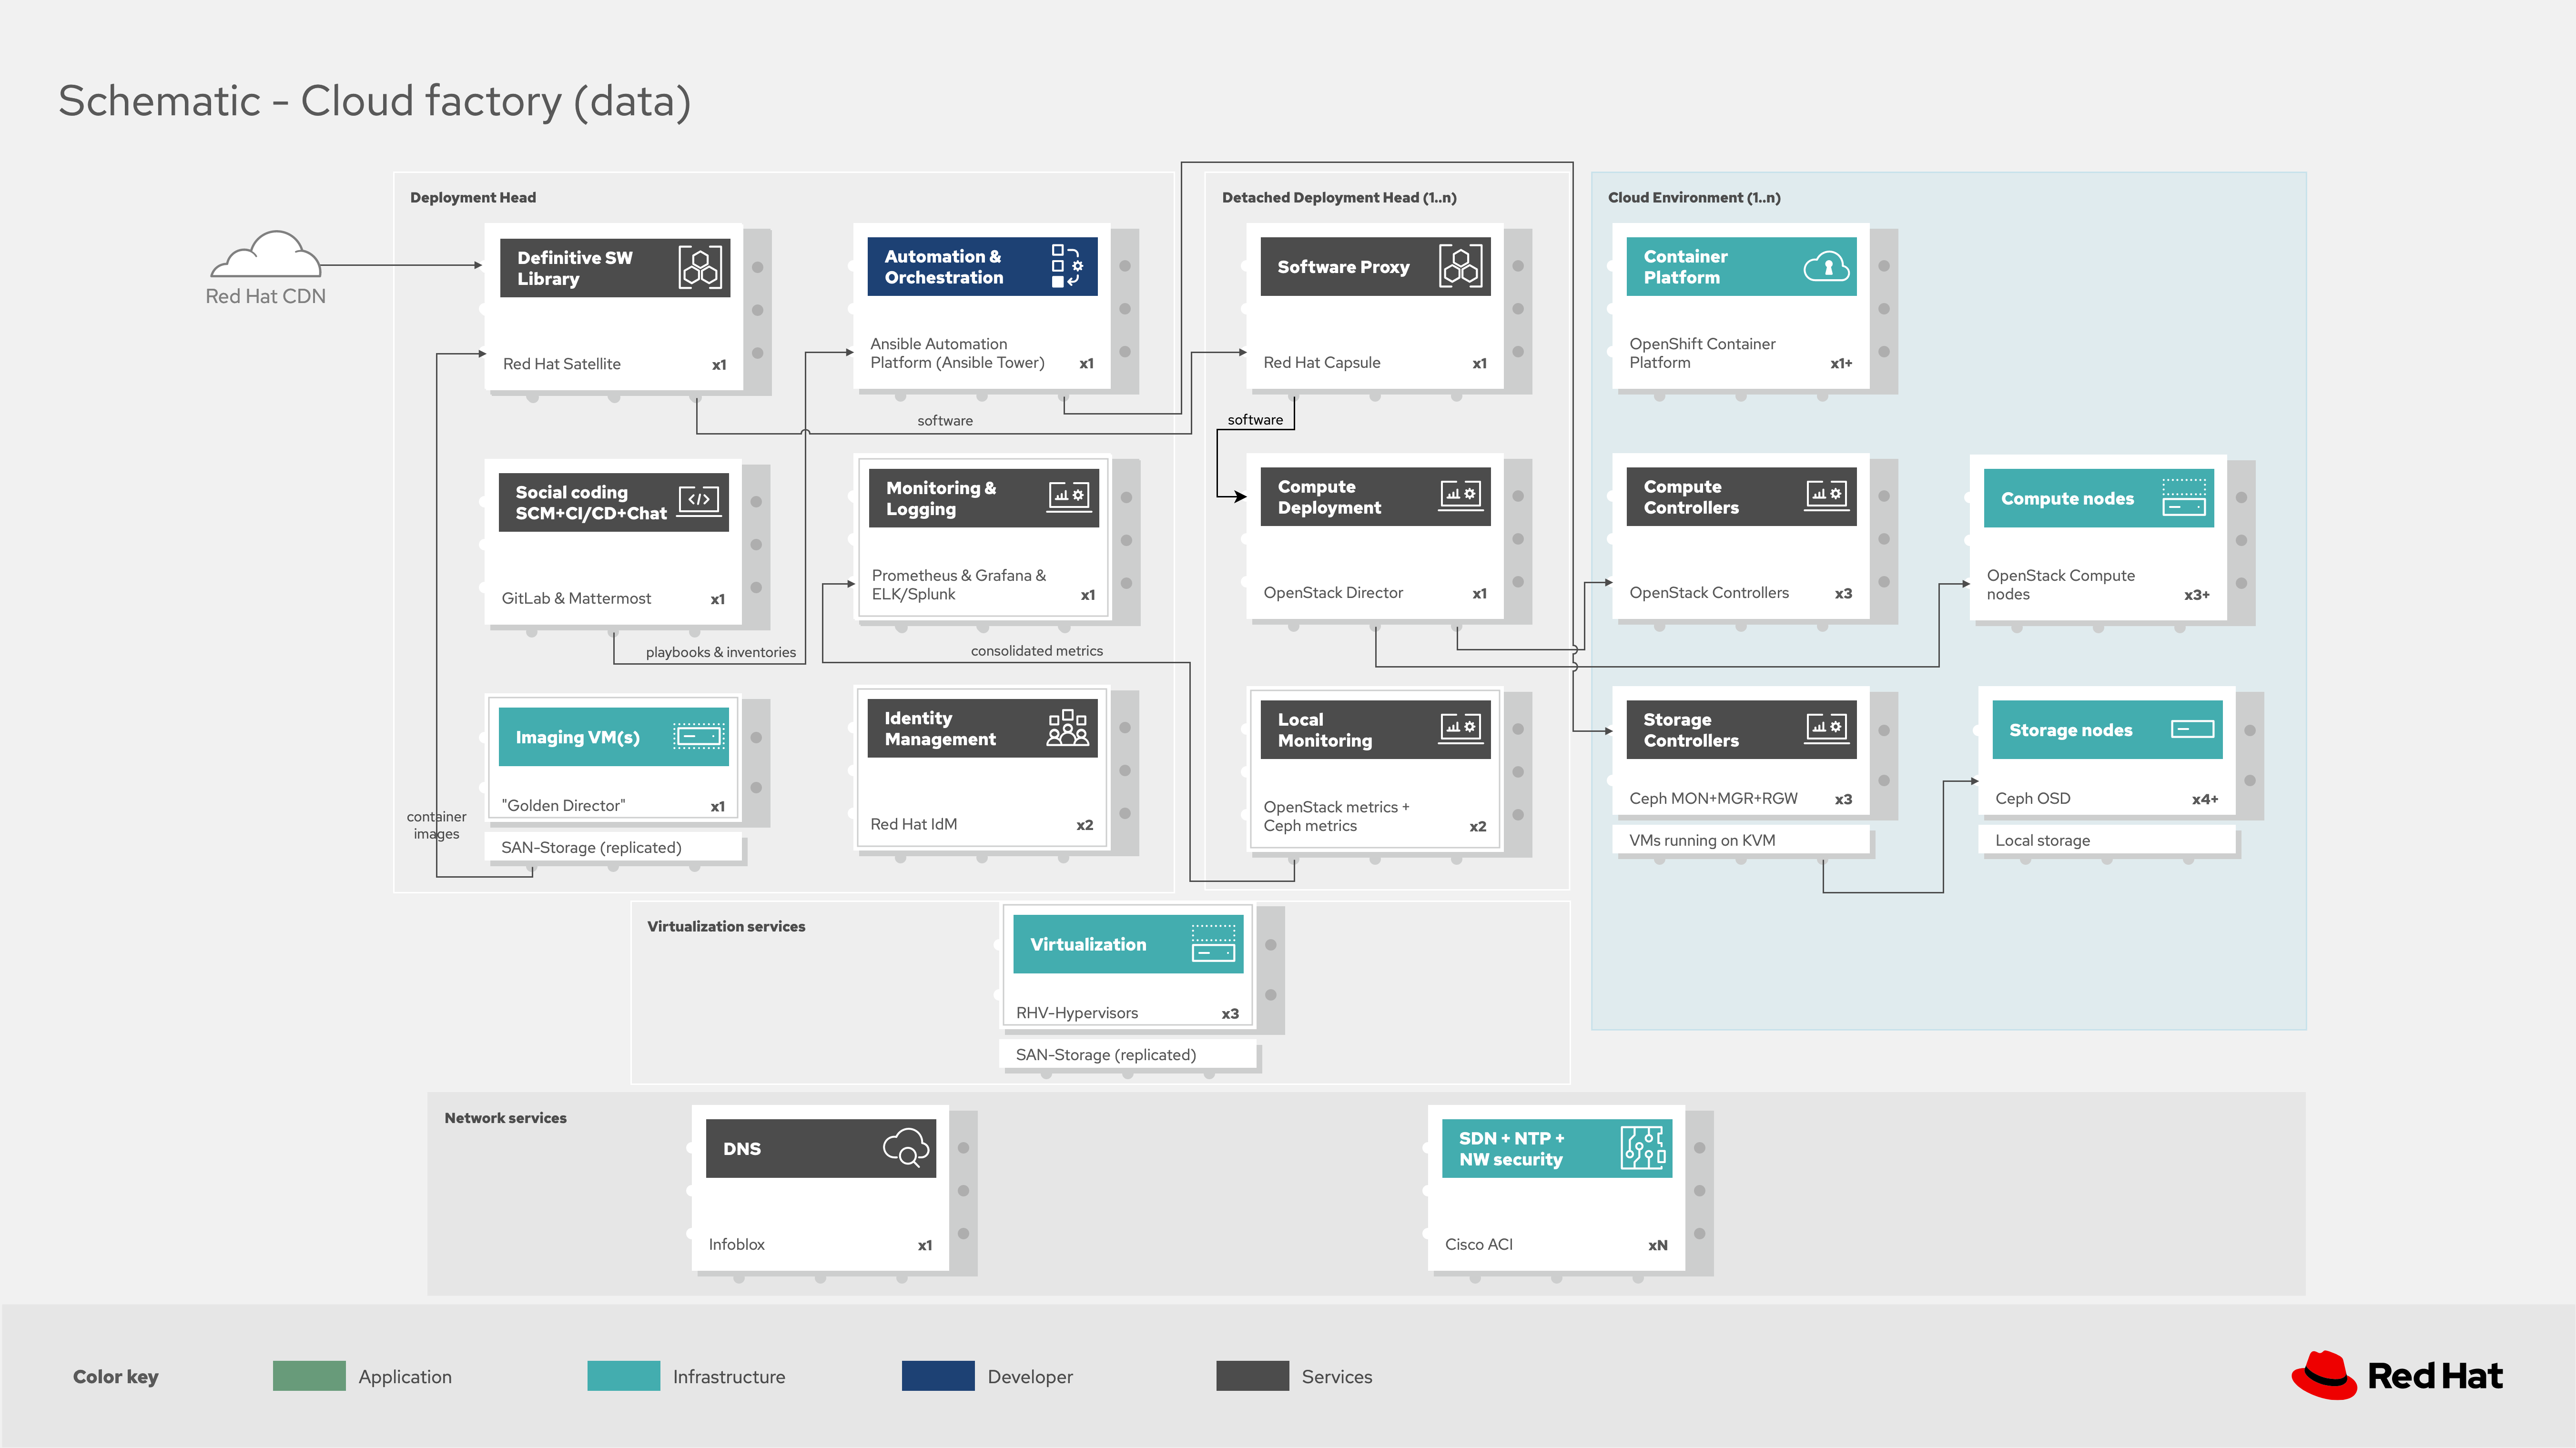 Schematic - Cloud factory (data)
Red Hat CDN
Deployment Head
Definitive SW
Library
Red Hat Satellite
x1
Automation &
Orchestration
Ansible Automation
Platform (Ansible Tower)
x1
software
Social coding
SCM+CI/CD+Chat
GitLab & Mattermost
x1
playbooks & inventories
Monitoring &
Logging
Prometheus & Grafana &
ELK/Splunk
x1
consolidated metrics
Imaging VM(s)
"Golden Director"
x1
SAN-Storage (replicated)
container
images
Identity
Management
Red Hat IdM
x2
Detached Deployment Head (1..n)
Software Proxy
Red Hat Capsule
x1
software
Compute
Deployment
OpenStack Director
x1
Local
Monitoring
OpenStack metrics +
Ceph metrics
x2
Cloud Environment (1..n)
Container
Platform
OpenShift Container
Platform
x1+
Compute
Controllers
OpenStack Controllers
x3
Compute nodes
OpenStack Compute
nodes
x3+
Storage
Controllers
Ceph MON+MGR+RGW
x3
VMs running on KVM
Storage nodes
Ceph OSD
x4+
Local storage
Virtualization services
Virtualization
RHV-Hypervisors
x3
SAN-Storage (replicated)
Network services
DNS
Infoblox
x1
SDN + NTP +
NW security
Cisco ACI
xN
Color key
Application
Infrastructure
Developer
Services
Red Hat